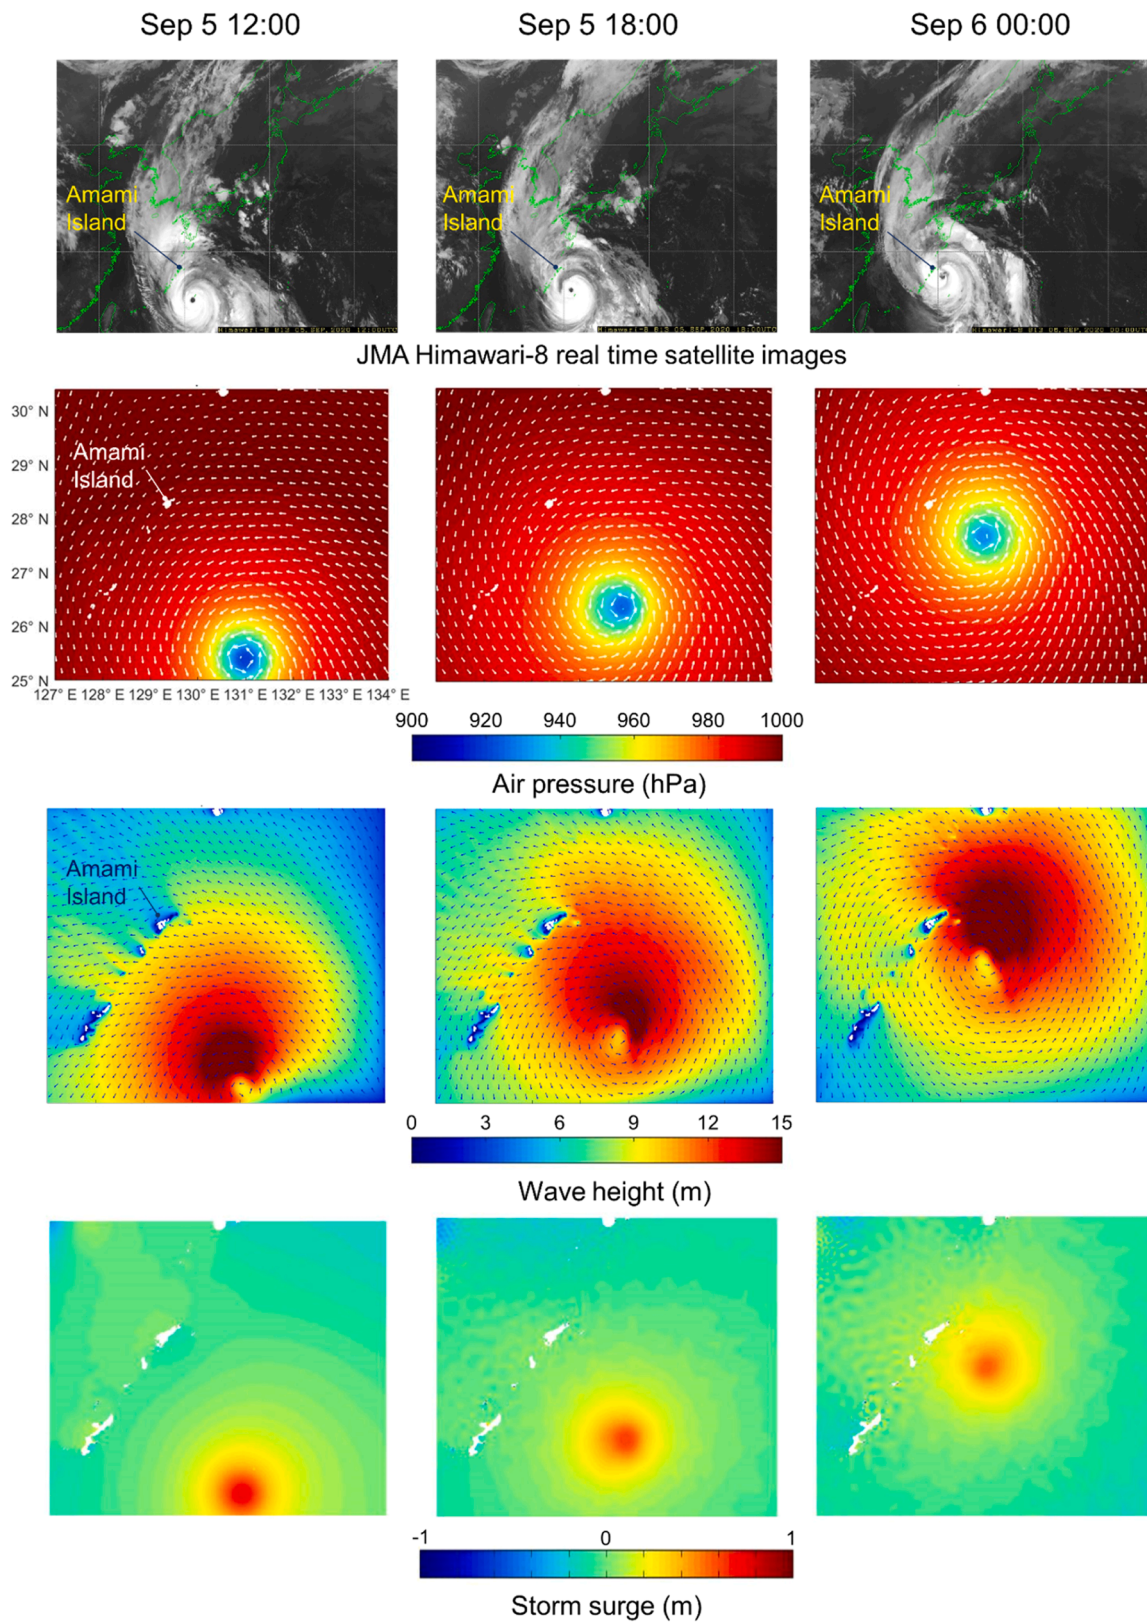 Sep 5 12:00 Sep 5 18:00 Sep 6 00:00
Amami
Island
Amami
Island
Amami
Island
JMA Himawari-8 real time satellite images
30° N
29° N
28° N
27° N
26° N
25° N
Amami
Island
127° E 128° E 129° E 130° E 131° E 132° E 133° E 134° E
900 920 940 960 980 1000
Air pressure (hPa)
Amami
Island
0 3 6 9 12 15
Wave height (m)
-1 0 1
Storm surge (m)